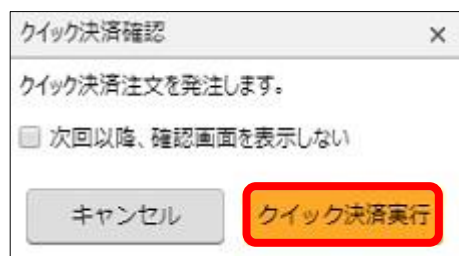 クイック決済確認
×
クイック決済注文を発注します。
次回以降、確認画面を表示しない
キャンセル
クイック決済実行